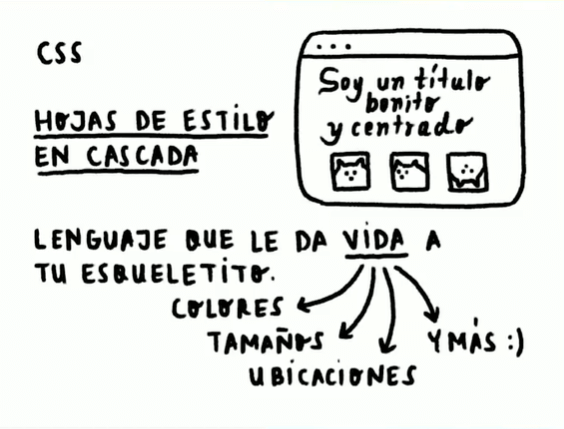 CSS
HOJAS DE ESTILO
EN CASCADA
Soy un título
bonito
y centrado
LENGUAJE QUE LE DA VIDA A
TU ESQUELETITO.
COLORES
TAMAÑOS
UBICACIONES
Y MÁS :)